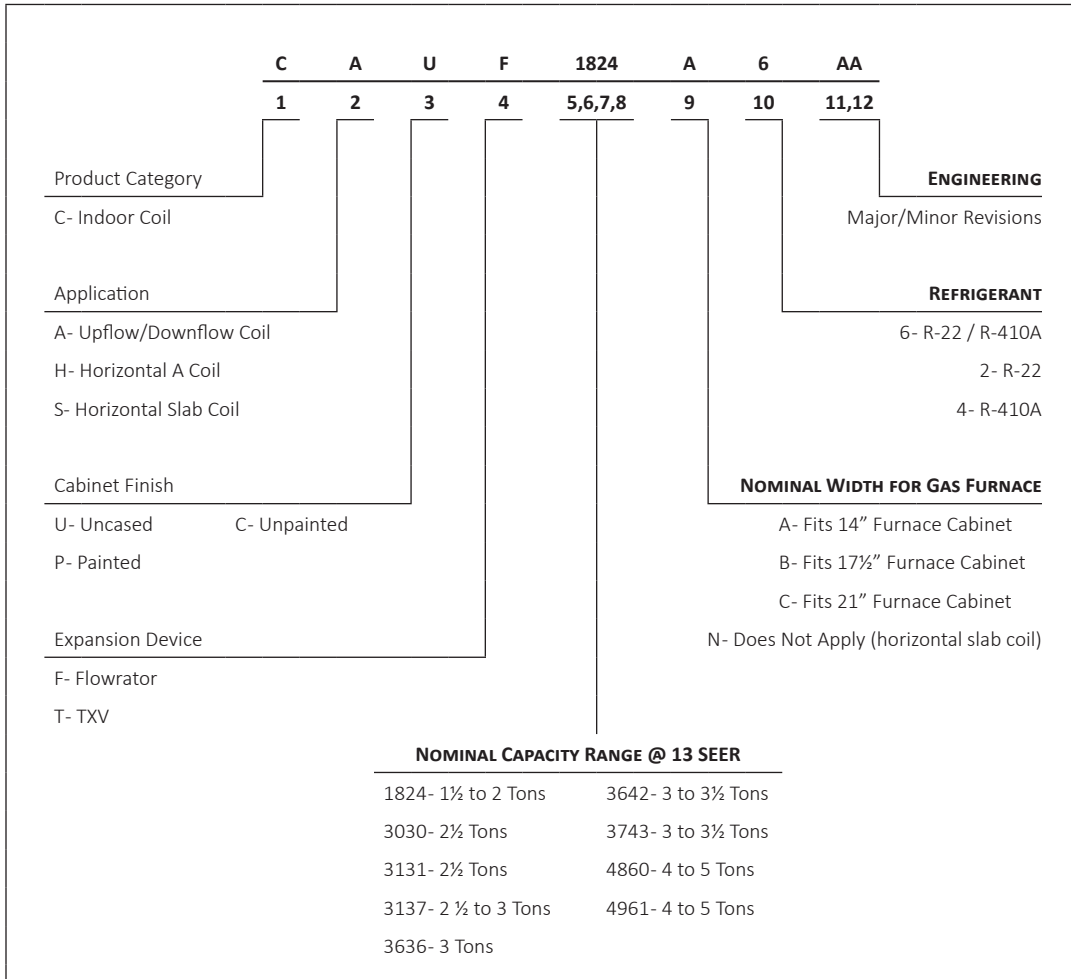 C A U F 1824 A 6 AA
1 2 3 4 5,6,7,8 9 10 11,12
Product Category
C- Indoor Coil
Application
A- Upflow/Downflow Coil
H- Horizontal A Coil
S- Horizontal Slab Coil
Cabinet Finish
U- Uncased C- Unpainted
P- Painted
Expansion Device
F- Flowrator
T- TXV
ENGINEERING
Major/Minor Revisions
REFRIGERANT
6- R-22 / R-410A
2- R-22
4- R-410A
NOMINAL WIDTH FOR GAS FURNACE
A- Fits 14” Furnace Cabinet
B- Fits 17½” Furnace Cabinet
C- Fits 21” Furnace Cabinet
N- Does Not Apply (horizontal slab coil)
NOMINAL CAPACITY RANGE @ 13 SEER
1824- 1½ to 2 Tons 3642- 3 to 3½ Tons
3030- 2½ Tons 3743- 3 to 3½ Tons
3131- 2½ Tons 4860- 4 to 5 Tons
3137- 2 ½ to 3 Tons 4961- 4 to 5 Tons
3636- 3 Tons